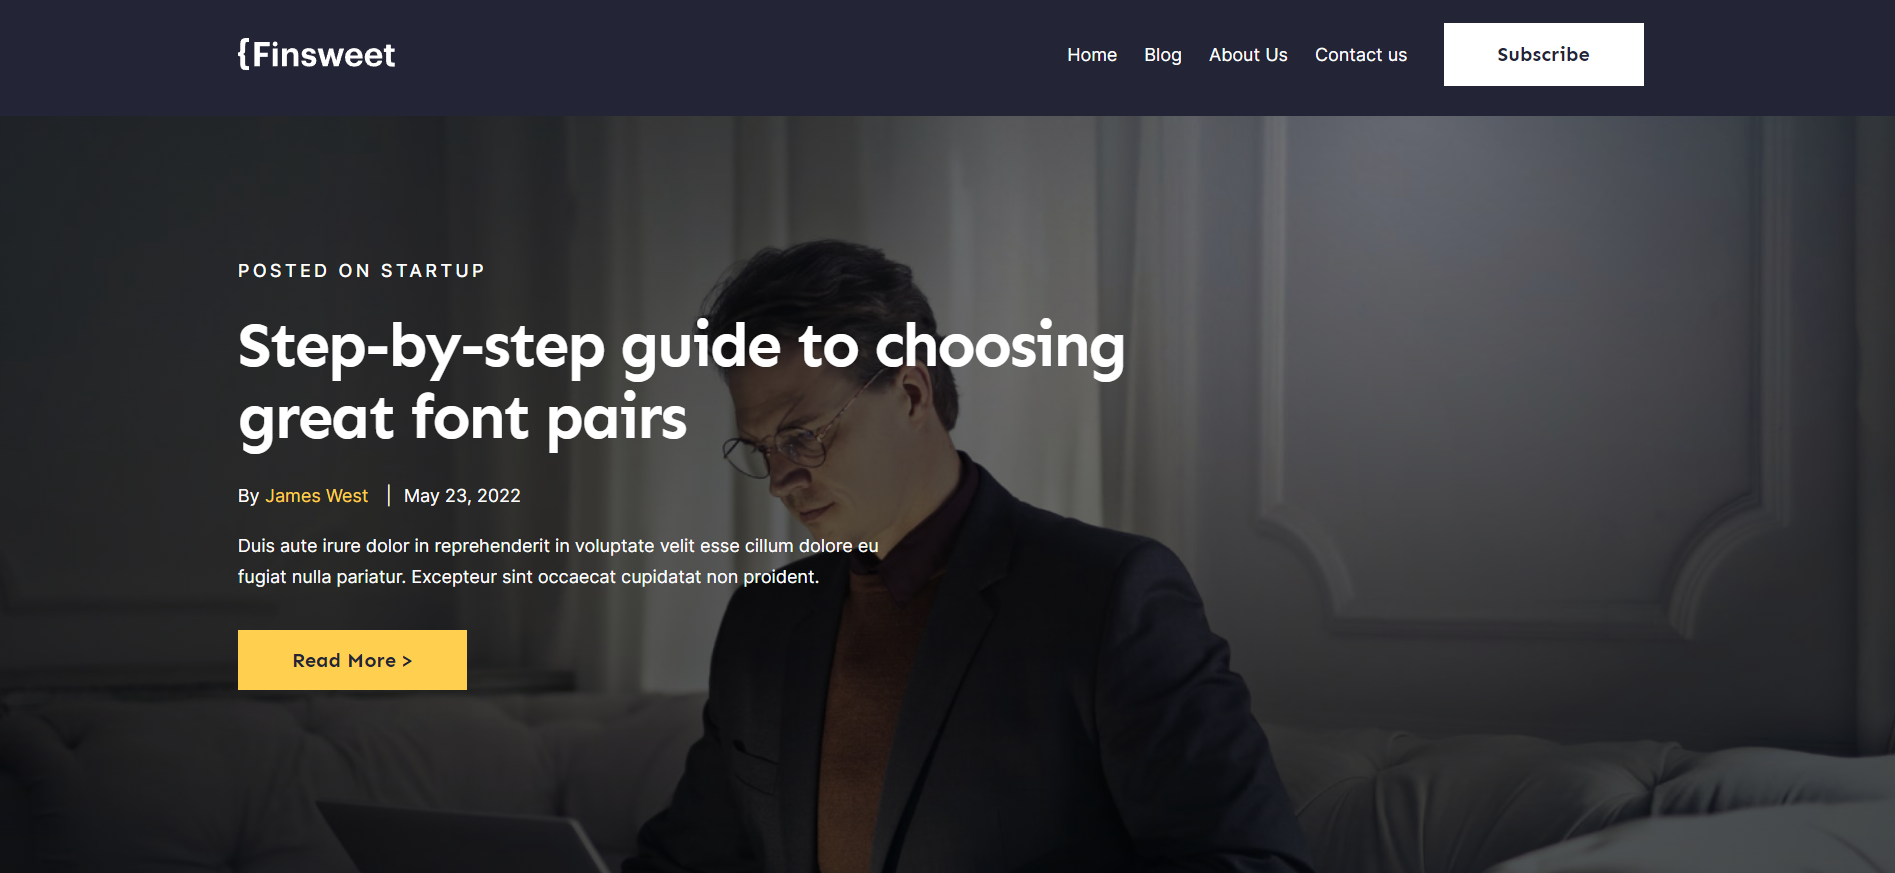 {Finsweet
Home Blog About Us Contact us Subscribe
POSTED ON STARTUP
Step-by-step guide to choosing
great font pairs
By James West | May 23, 2022
Duis aute irure dolor in reprehenderit in voluptate velit esse cillum dolore eu
fugiat nulla pariatur. Excepteur sint occaecat cupidatat non proident.
Read More >